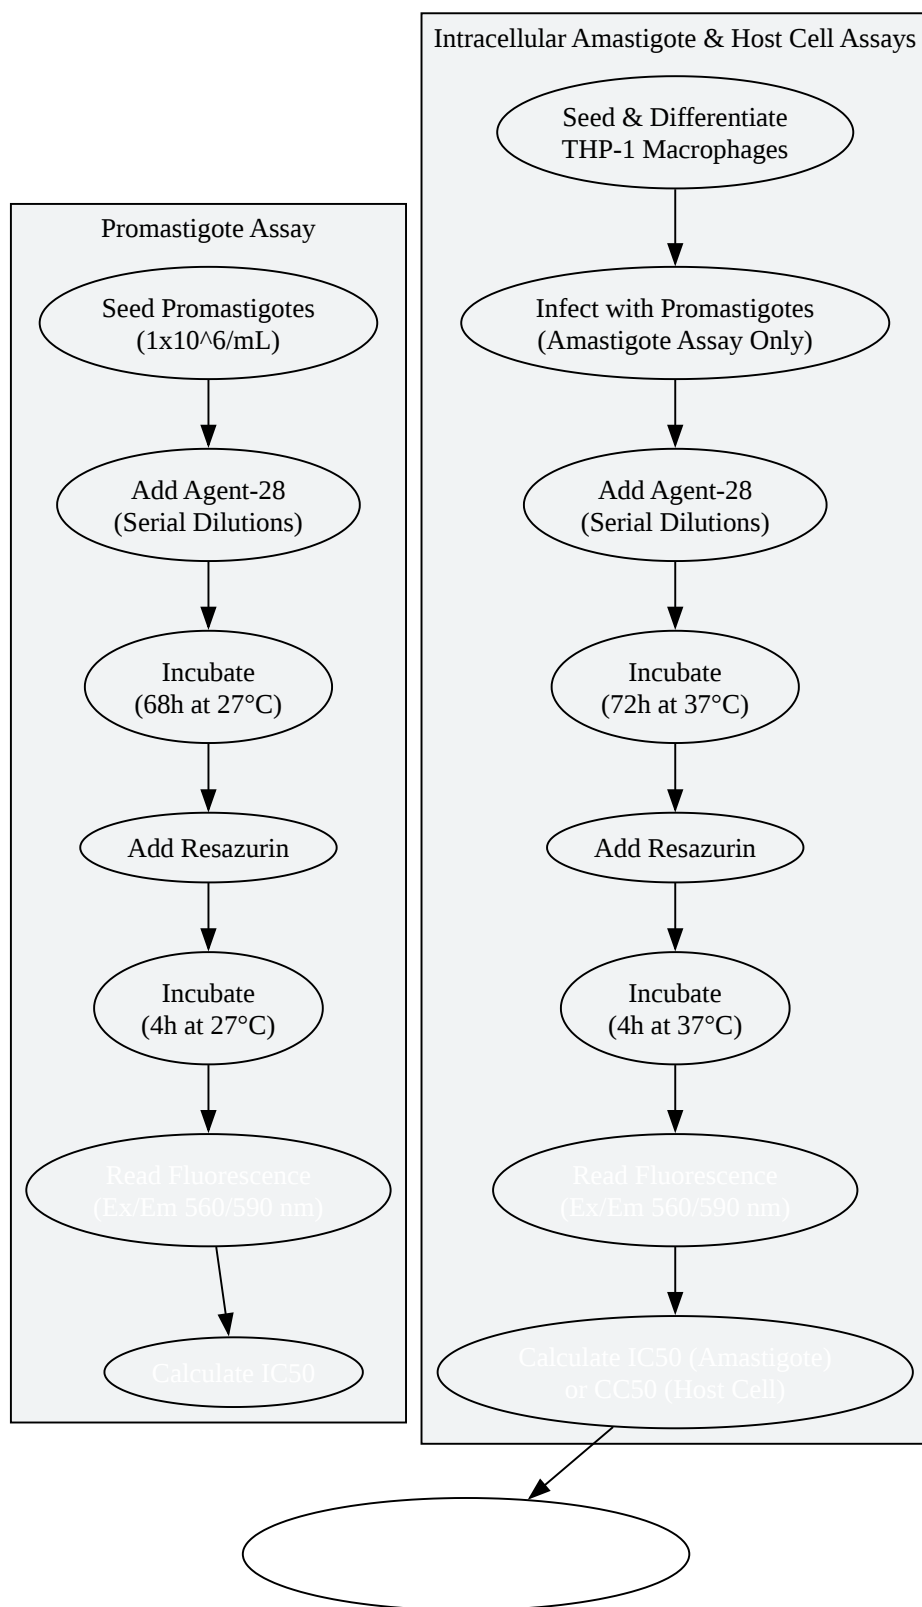 Intracellular Amastigote & Host Cell Assays
Seed & Differentiate
THP-1 Macrophages
Promastigote Assay
Seed Promastigotes
(1x10^6/mL)
Infect with Promastigotes
(Amastigote Assay Only)
Add Agent-28
(Serial Dilutions)
Add Agent-28
(Serial Dilutions)
Incubate
(68h at 27°C)
Incubate
(72h at 37°C)
Add Resazurin
Add Resazurin
Incubate
(4h at 27°C)
Incubate
(4h at 37°C)
Read Fluorescence
(Ex/Em 560/590 nm)
Read Fluorescence
(Ex/Em 560/590 nm)
Calculate IC50
Calculate IC50 (Amastigote)
or CC50 (Host Cell)